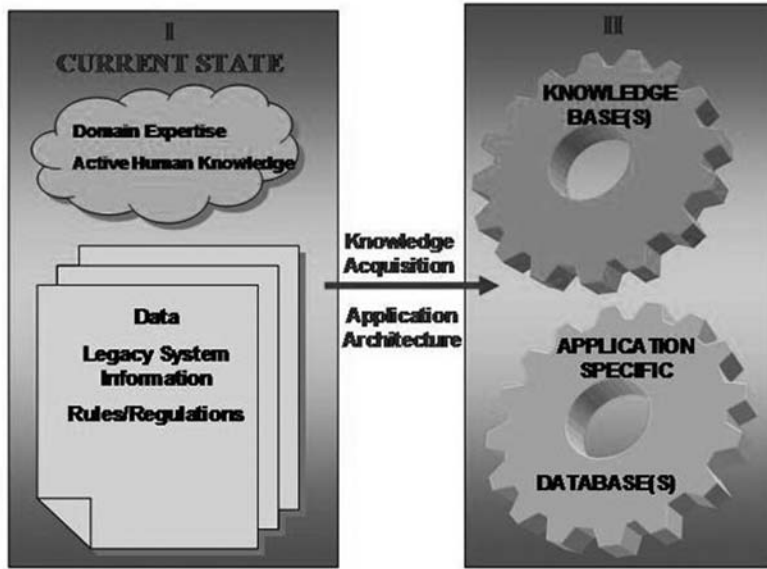 I
CURRENT STATE
Domain Expertise
Active Human Knowledge
Data
Legacy System
Information
Rules/Regulations
Knowledge
Acquisition
Application
Architecture
II
KNOWLEDGE
BASE(S)
APPLICATION
SPECIFIC
DATABASE(S)